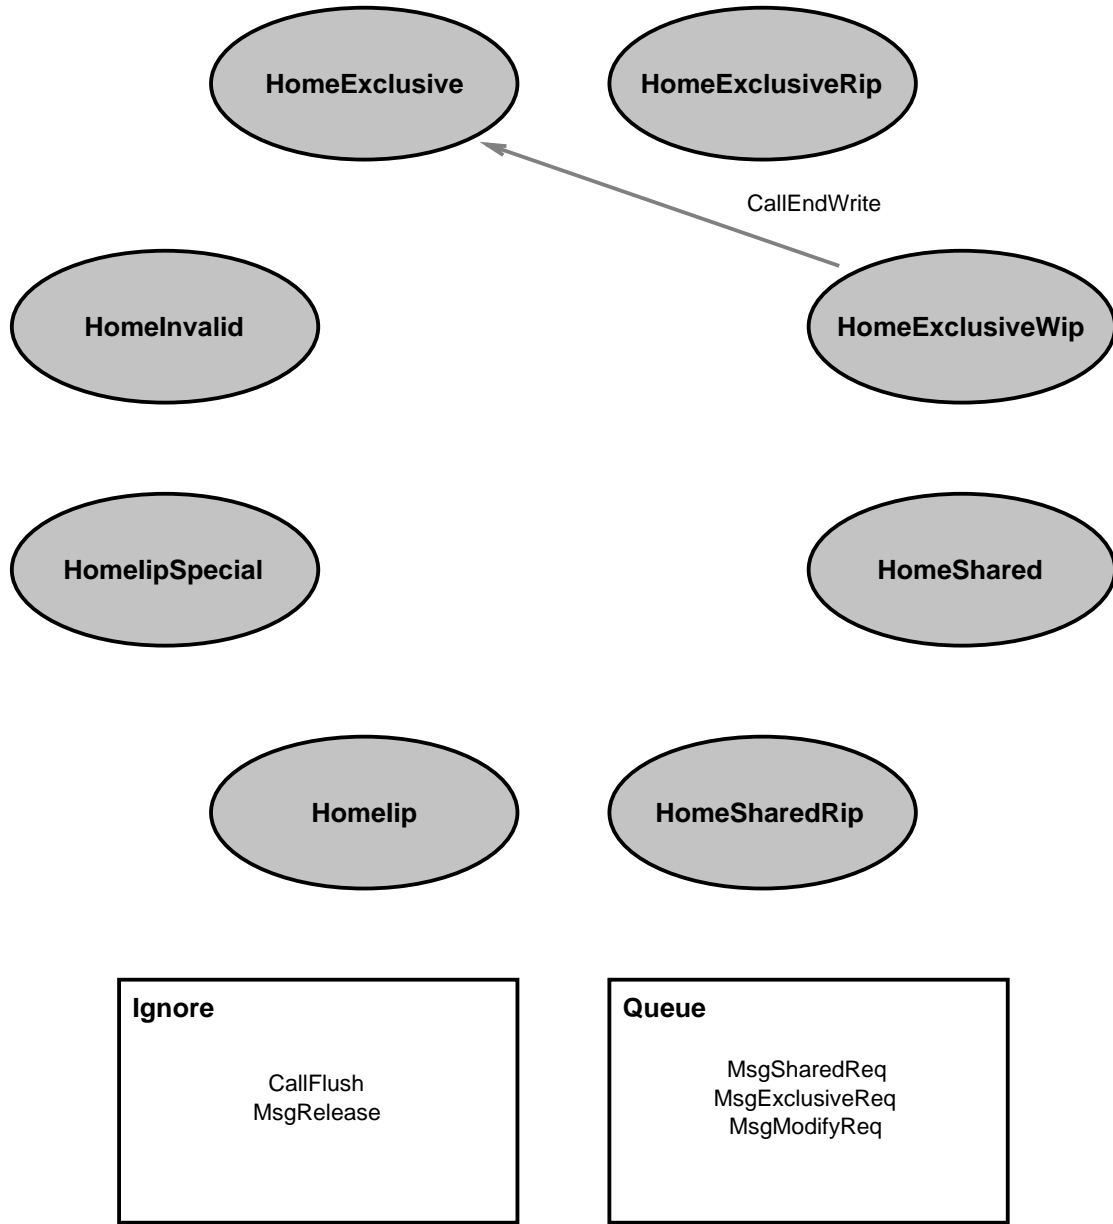 HomeExclusive
HomeExclusiveRip
CallEndWrite
HomeInvalid
HomeExclusiveWip
HomeIipSpecial
HomeShared
HomeIip
HomeSharedRip
Ignore
CallFlush
MsgRelease
Queue
MsgSharedReq
MsgExclusiveReq
MsgModifyReq